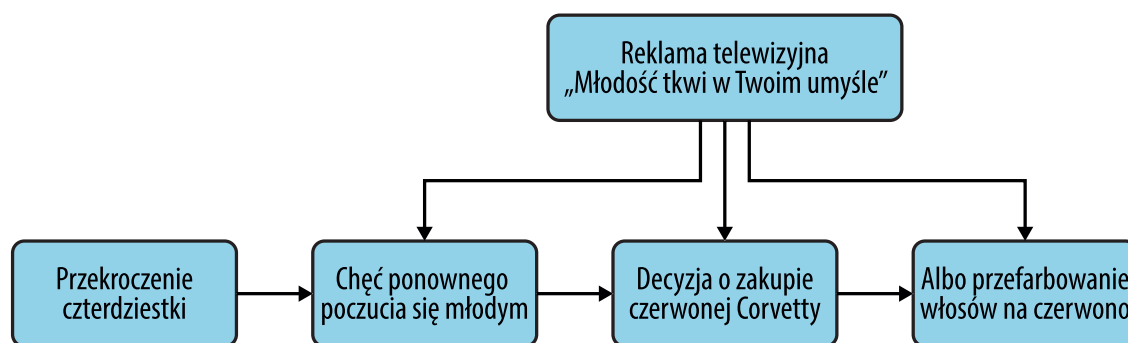 Reklama telewizyjna
„Młodość tkwi w Twoim umyśle”
Przekroczenie
czterdziestki
Chęć ponownego
poczucia się młodym
Decyzja o zakupie
czerwonej Corvetty
Albo przefarbowanie
włosów na czerwono